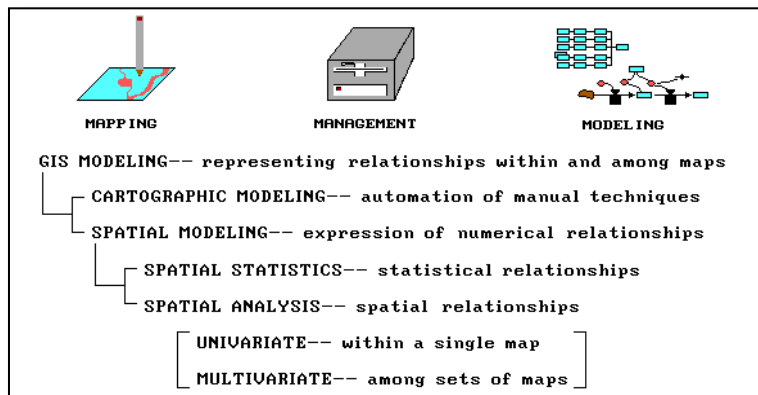 MAPPING MANAGEMENT MODELING
GIS MODELING-- representing relationships within and among maps
CARTOGRAPHIC MODELING-- automation of manual techniques
SPATIAL MODELING-- expression of numerical relationships
SPATIAL STATISTICS-- statistical relationships
SPATIAL ANALYSIS-- spatial relationships
UNIVARIATE-- within a single map
MULTIVARIATE-- among sets of maps